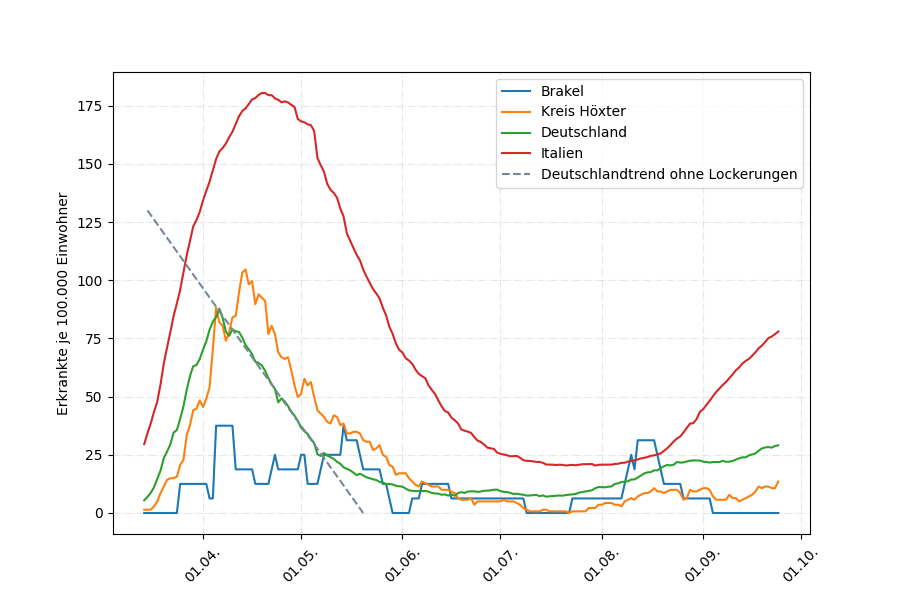 Erkrankte je 100.000 Einwohner
175
150
125
100
75
50
25
0
Brakel
Kreis Höxter
Deutschland
Italien
Deutschlandtrend ohne Lockerungen
01.04.
01.05.
01.06.
01.07.
01.08.
01.09.
01.10.